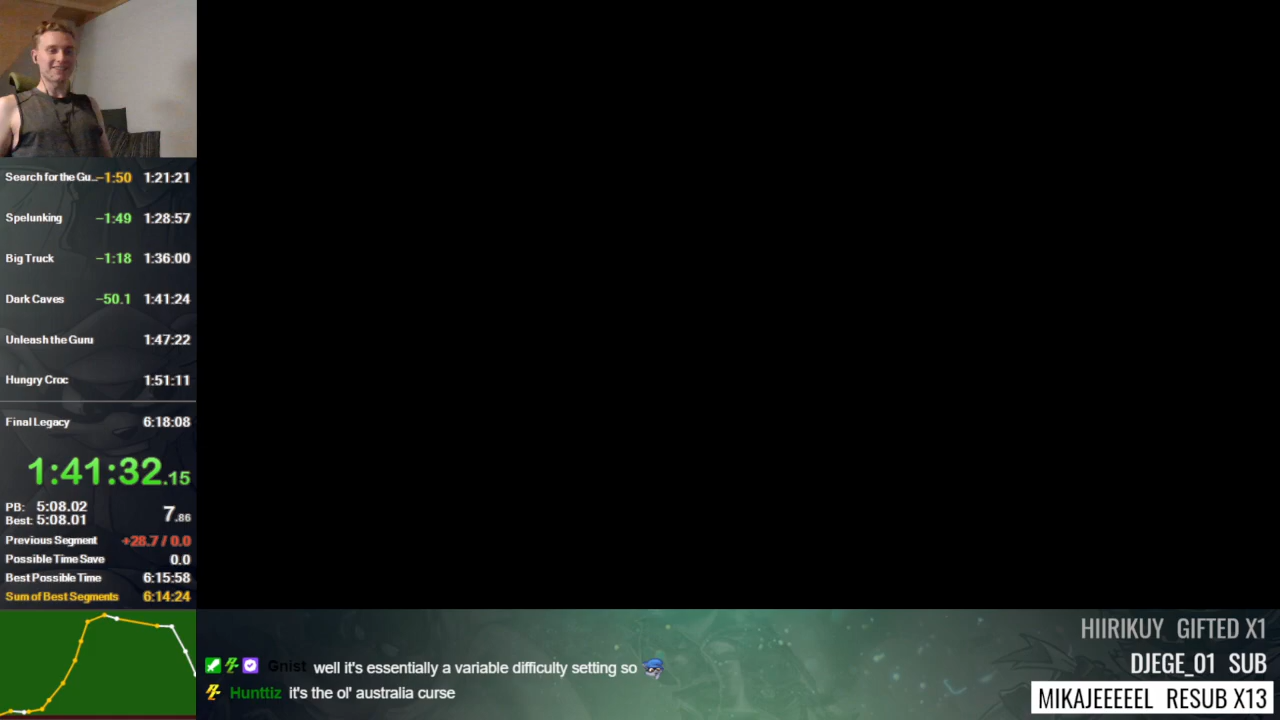 Search for the Gu... -1:50 1:21:21
Spelunking -1:49 1:28:57
Big Truck -1:18 1:36:00
Dark Caves -50.1 1:41:24
Unleash the Guru 1:47:22
Hungry Croc 1:51:11
Final Legacy 6:18:08
1:41:32.15
PB: 5:08.02
Best: 5:08.01
7.86
Previous Segment +28.7 / 0.0
Possible Time Save 0.0
Best Possible Time 6:15:58
Sum of Best Segments 6:14:24
Gnist well it's essentially a variable difficulty setting so
Hunttiz it's the ol' australia curse
HIIRIKUY GIFTED X1
DJEGE_01 SUB
MIKAJEEEEEL RESUB X13